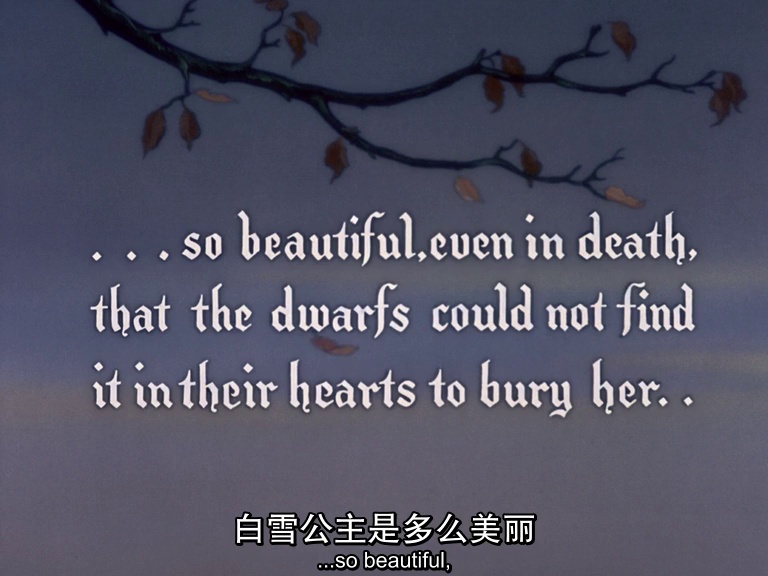 . . . so beautiful, even in death,
that the dwarfs could not find
it in their hearts to bury her. .
白雪公主是多么美丽
...so beautiful,